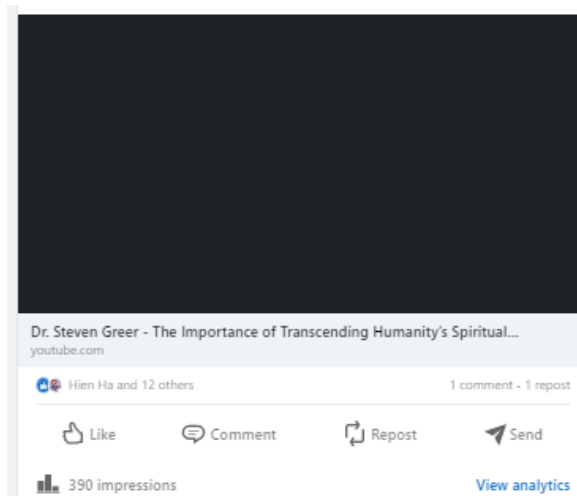 Dr. Steven Greer - The Importance of Transcending Humanity's Spiritual...
youtube.com
Hien Ha and 12 others 1 comment - 1 repost
Like Comment Repost Send
390 impressions View analytics